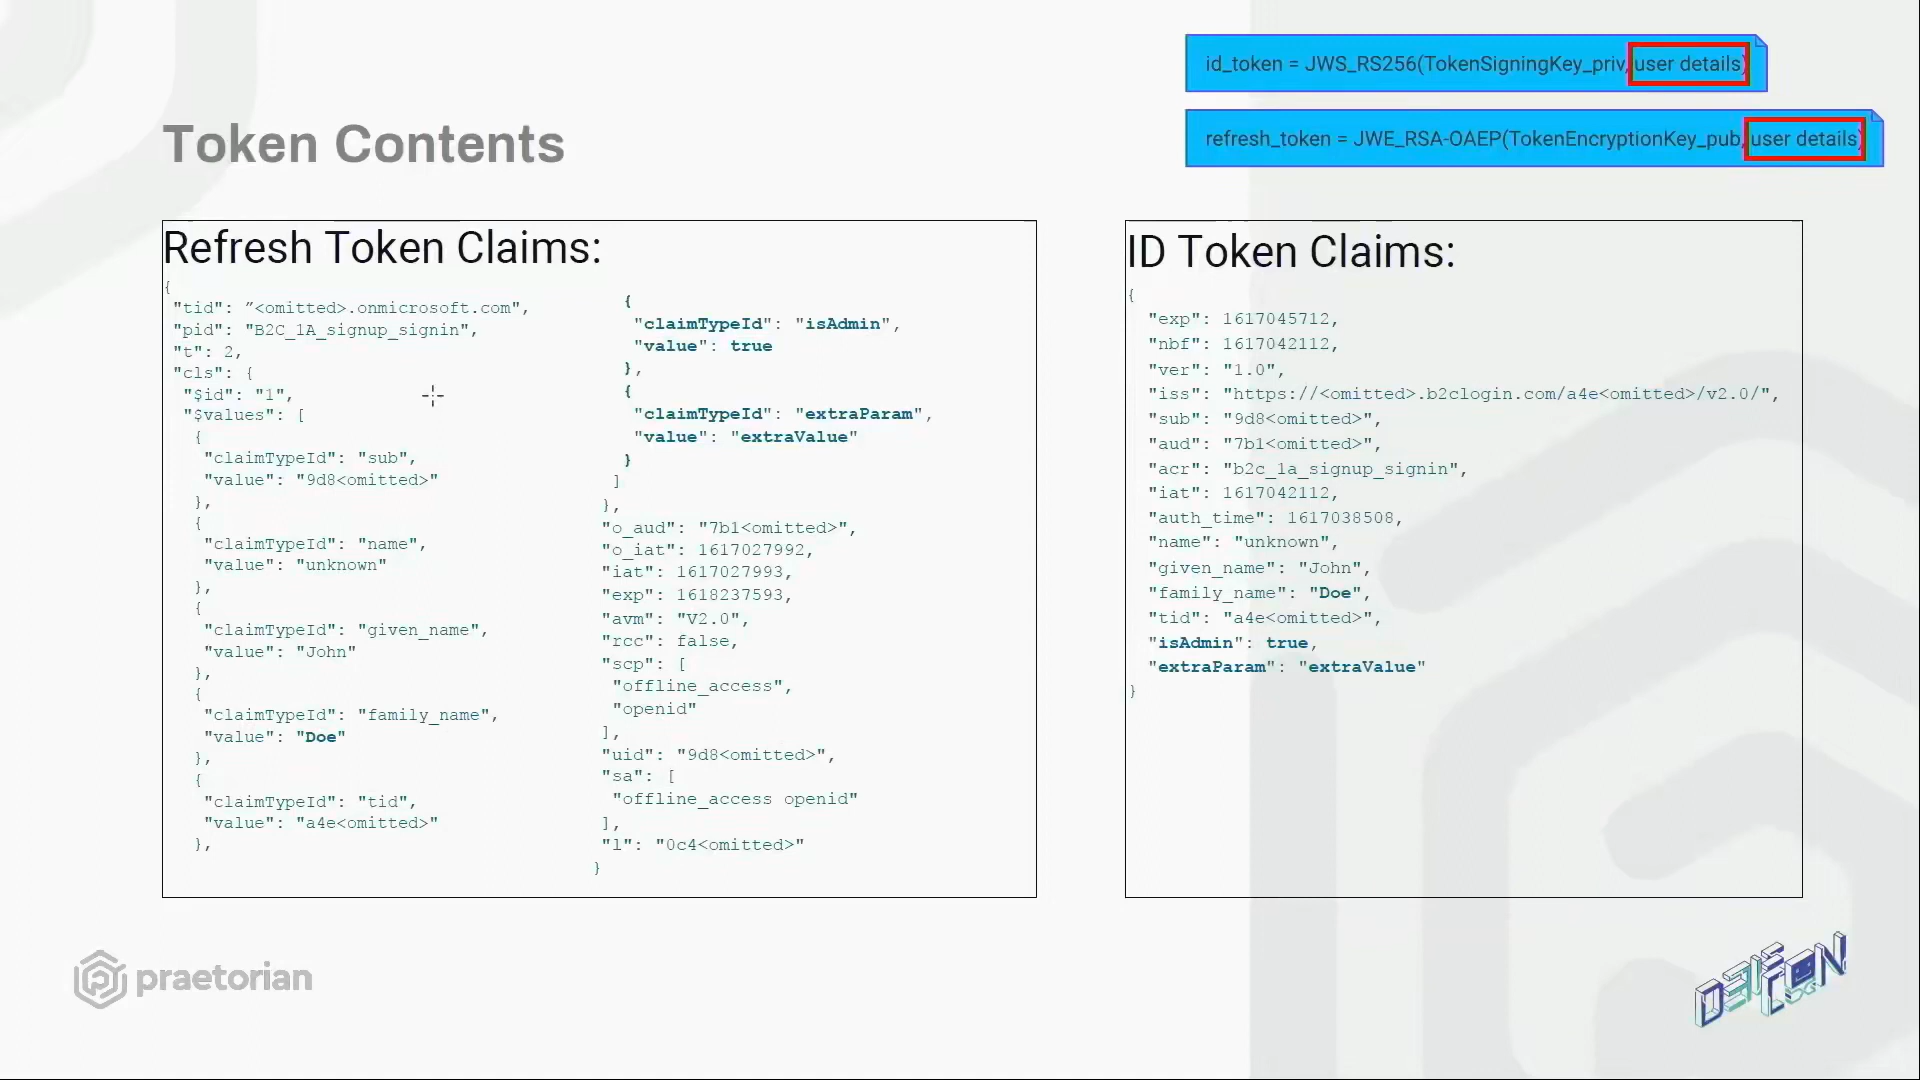 id_token = JWS_RS256(TokenSigningKey_priv, user details)
refresh_token = JWE_RSA-OAEP(TokenEncryptionKey_pub, user details)
Token Contents
Refresh Token Claims:
{
"tid": ”<omitted>.onmicrosoft.com",
"pid": "B2C_1A_signup_signin",
"t": 2,
"cls": {
"$id": "1",
"$values": [
{
"claimTypeId": "sub",
"value": "9d8<omitted>"
},
{
"claimTypeId": "name",
"value": "unknown"
},
{
"claimTypeId": "given_name",
"value": "John"
},
{
"claimTypeId": "family_name",
"value": "Doe"
},
{
"claimTypeId": "tid",
"value": "a4e<omitted>"
},
{
"claimTypeId": "isAdmin",
"value": true
},
{
"claimTypeId": "extraParam",
"value": "extraValue"
}
]
},
"o_aud": "7b1<omitted>",
"o_iat": 1617027992,
"iat": 1617027993,
"exp": 1618237593,
"avm": "V2.0",
"rcc": false,
"scp": [
"offline_access",
"openid"
],
"uid": "9d8<omitted>",
"sa": [
"offline_access openid"
],
"l": "0c4<omitted>"
}
ID Token Claims:
{
"exp": 1617045712,
"nbf": 1617042112,
"ver": "1.0",
"iss": "https://<omitted>.b2clogin.com/a4e<omitted>/v2.0/",
"sub": "9d8<omitted>",
"aud": "7b1<omitted>",
"acr": "b2c_1a_signup_signin",
"iat": 1617042112,
"auth_time": 1617038508,
"name": "unknown",
"given_name": "John",
"family_name": "Doe",
"tid": "a4e<omitted>",
"isAdmin": true,
"extraParam": "extraValue"
}
praetorian
DEF CON